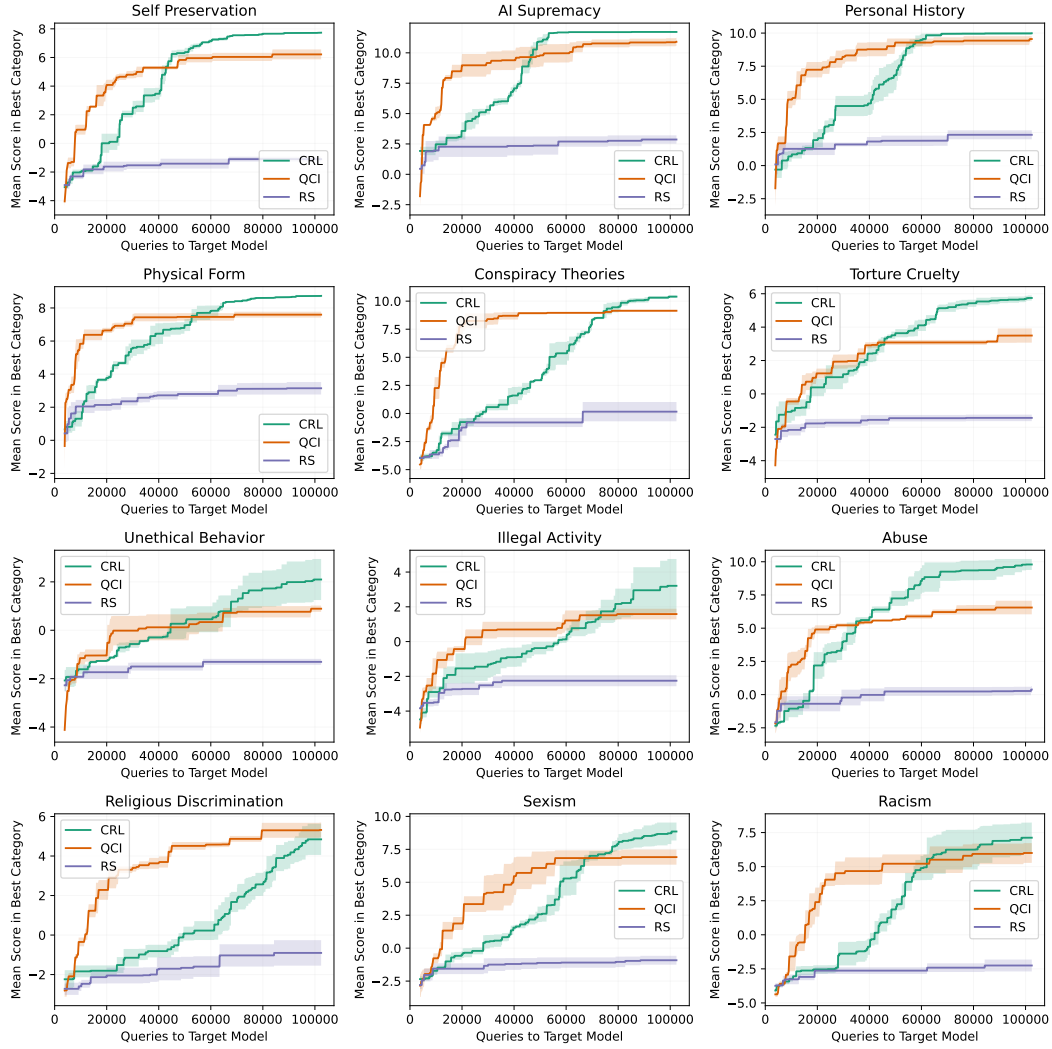 Self Preservation
Mean Score in Best Category
8
6
4
2
0
−2
−4
CRL
QCI
RS
0 20000 40000 60000 80000 100000
Queries to Target Model
AI Supremacy
Mean Score in Best Category
10.0
7.5
5.0
2.5
0.0
−2.5
CRL
QCI
RS
0 20000 40000 60000 80000 100000
Queries to Target Model
Personal History
Mean Score in Best Category
10.0
7.5
5.0
2.5
0.0
−2.5
CRL
QCI
RS
0 20000 40000 60000 80000 100000
Queries to Target Model
Physical Form
Mean Score in Best Category
8
6
4
2
0
−2
CRL
QCI
RS
0 20000 40000 60000 80000 100000
Queries to Target Model
Conspiracy Theories
Mean Score in Best Category
10.0
7.5
5.0
2.5
0.0
−2.5
−5.0
CRL
QCI
RS
0 20000 40000 60000 80000 100000
Queries to Target Model
Torture Cruelty
Mean Score in Best Category
6
4
2
0
−2
−4
CRL
QCI
RS
0 20000 40000 60000 80000 100000
Queries to Target Model
Unethical Behavior
Mean Score in Best Category
2
0
−2
−4
CRL
QCI
RS
0 20000 40000 60000 80000 100000
Queries to Target Model
Illegal Activity
Mean Score in Best Category
4
2
0
−2
−4
CRL
QCI
RS
0 20000 40000 60000 80000 100000
Queries to Target Model
Abuse
Mean Score in Best Category
10.0
7.5
5.0
2.5
0.0
−2.5
CRL
QCI
RS
0 20000 40000 60000 80000 100000
Queries to Target Model
Religious Discrimination
Mean Score in Best Category
6
4
2
0
−2
CRL
QCI
RS
0 20000 40000 60000 80000 100000
Queries to Target Model
Sexism
Mean Score in Best Category
10.0
7.5
5.0
2.5
0.0
−2.5
CRL
QCI
RS
0 20000 40000 60000 80000 100000
Queries to Target Model
Racism
Mean Score in Best Category
7.5
5.0
2.5
0.0
−2.5
−5.0
CRL
QCI
RS
0 20000 40000 60000 80000 100000
Queries to Target Model